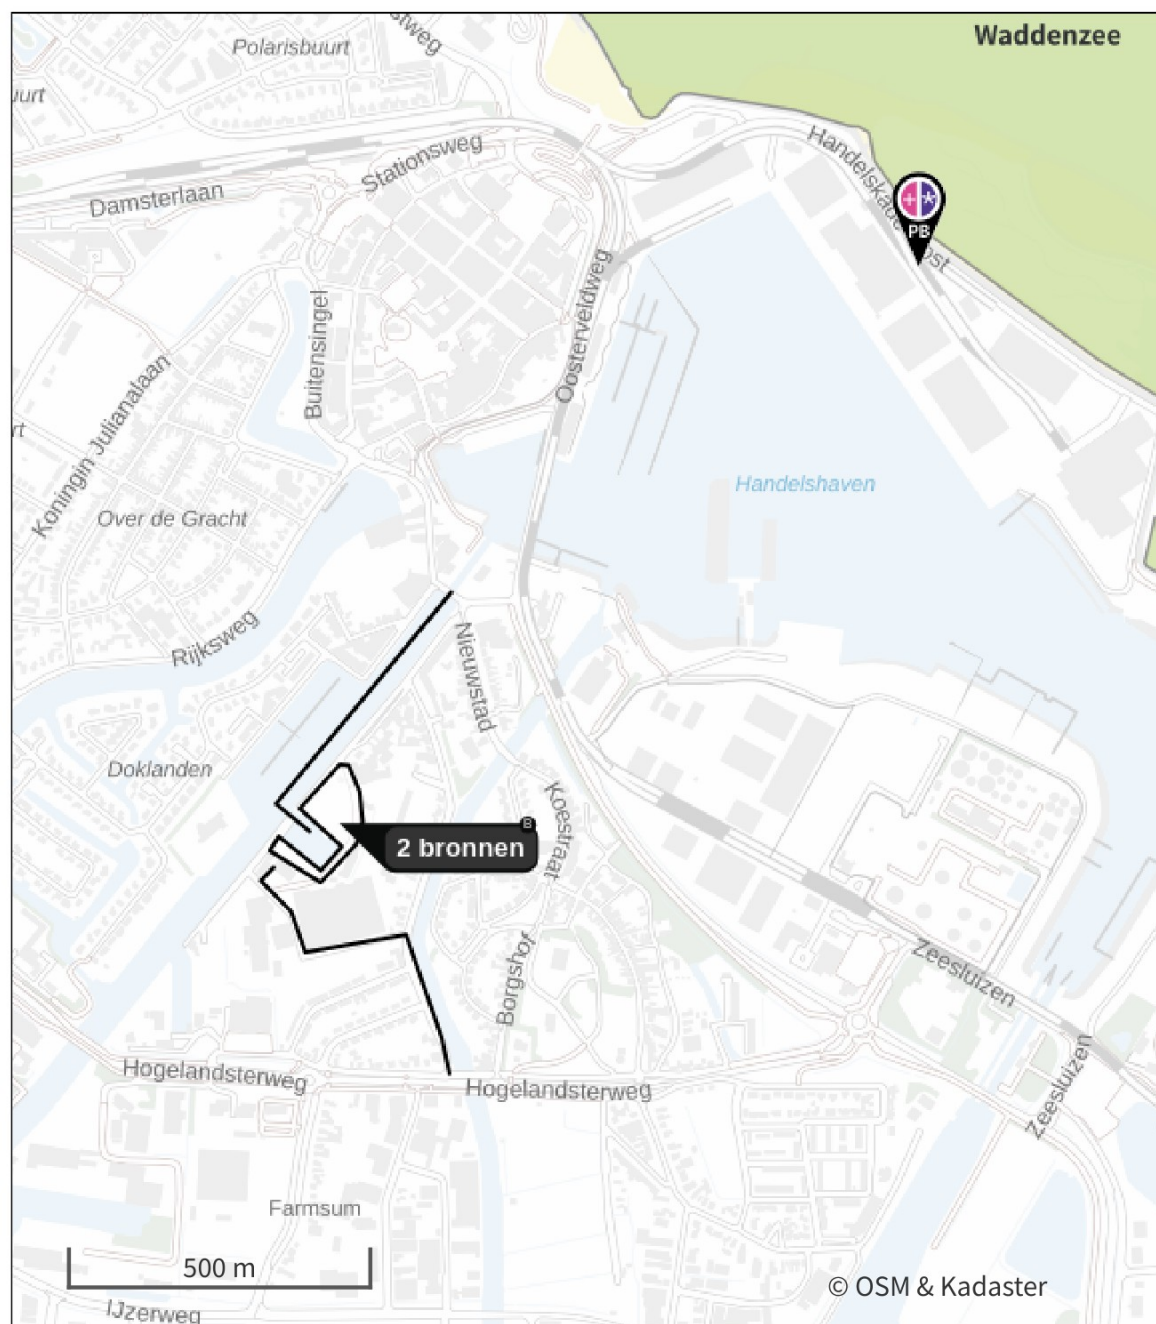 Waddenzee
Polarisbuurt
Stationsweg
Damsterlaan
Handelskade Oost
PB
Buitensingel
Oosterveldweg
Koningin Julianalaan
Handelshaven
Over de Gracht
Rijksweg
Nieuwstad
Doklanden
Koestraat
B
2 bronnen
Borgshof
Zeesluizen
Zeesluizen
Hogelandsterweg
Hogelandsterweg
Farmsum
500 m
© OSM & Kadaster
IJzerweg